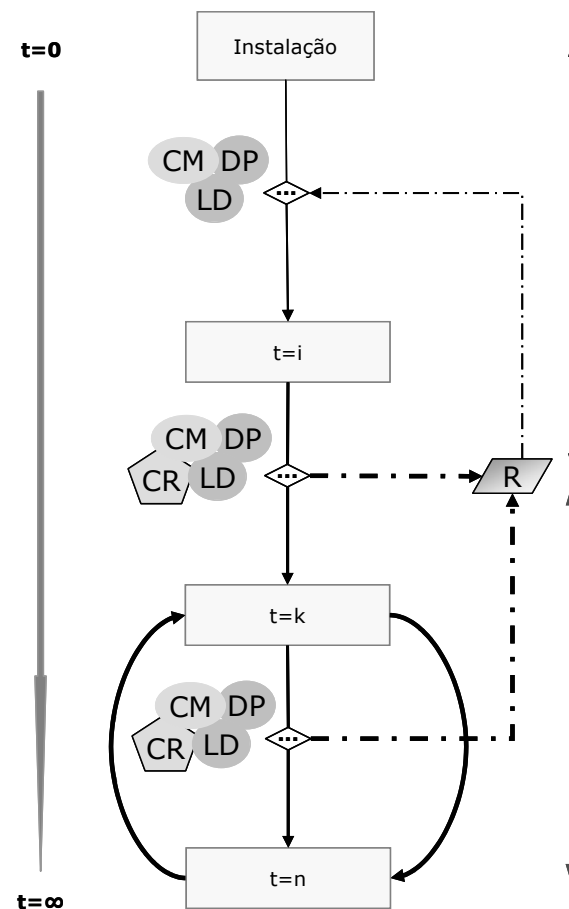 t=0
Instalação
CM DP
LD
...
t=i
CM DP
CR LD
...
R
t=k
CM DP
CR LD
...
t=n
t=∞